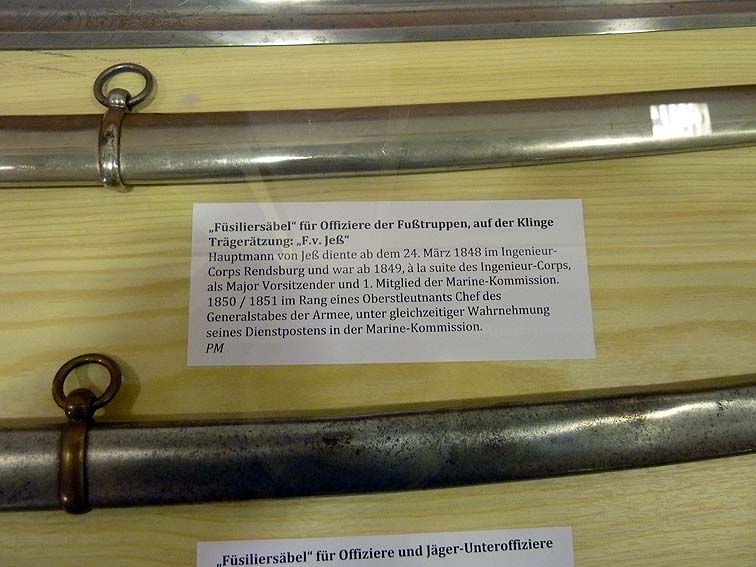 „Füsiliersäbel“ für Offiziere der Fußtruppen, auf der Klinge
Trägerätzung: „F.v. Jeß“
Hauptmann von Jeß diente ab dem 24. März 1848 im Ingenieur-
Corps Rendsburg und war ab 1849, à la suite des Ingenieur-Corps,
als Major Vorsitzender und 1. Mitglied der Marine-Kommission.
1850 / 1851 im Rang eines Oberstleutnants Chef des
Generalstabes der Armee, unter gleichzeitiger Wahrnehmung
seines Dienstpostens in der Marine-Kommission.
PM
„Füsiliersäbel“ für Offiziere und Jäger-Unteroffiziere